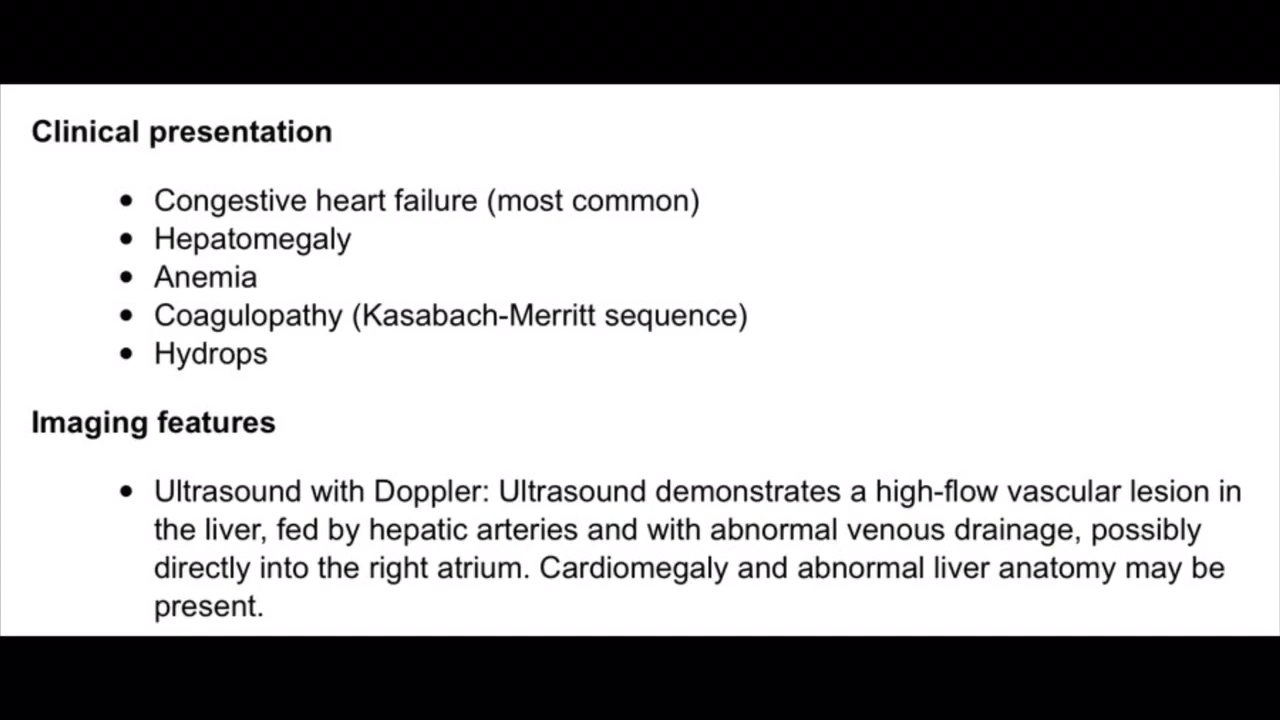 Clinical presentation
• Congestive heart failure (most common)
• Hepatomegaly
• Anemia
• Coagulopathy (Kasabach-Merritt sequence)
• Hydrops
Imaging features
• Ultrasound with Doppler: Ultrasound demonstrates a high-flow vascular lesion in
the liver, fed by hepatic arteries and with abnormal venous drainage, possibly
directly into the right atrium. Cardiomegaly and abnormal liver anatomy may be
present.